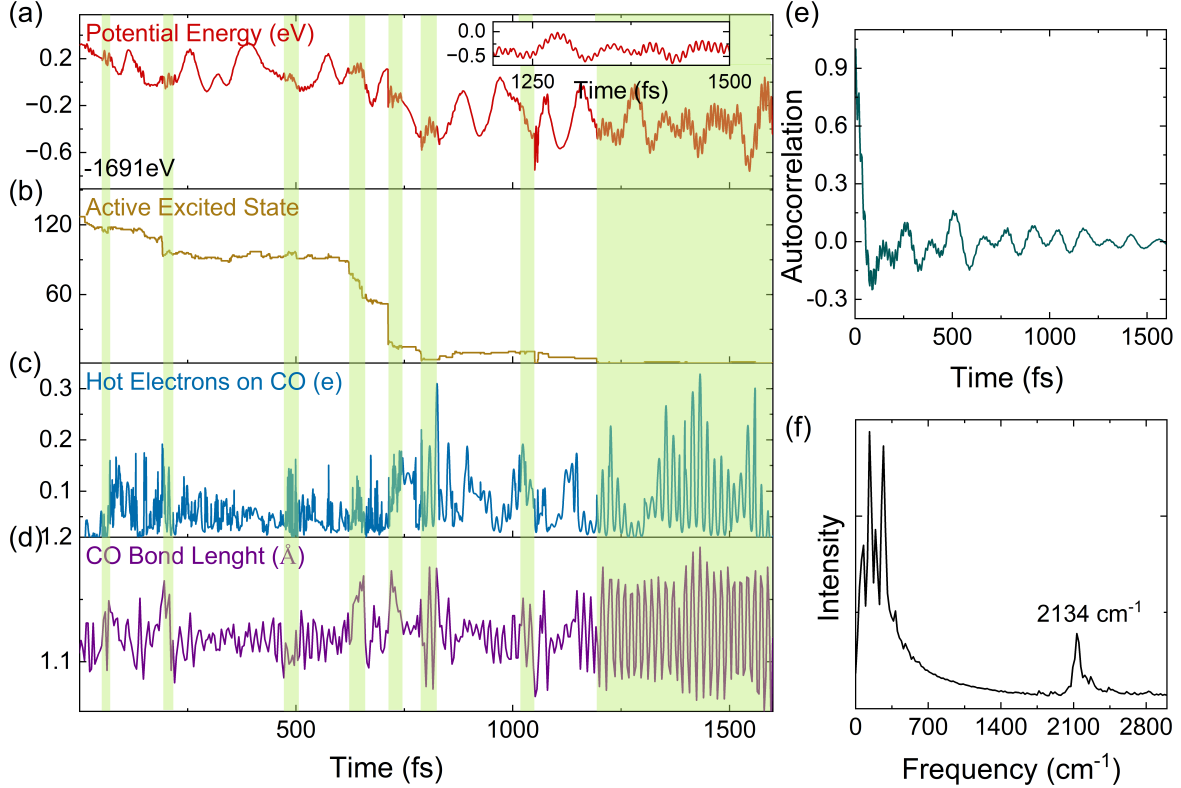 (a)
Potential Energy (eV)
0.2
−0.2
−0.6
-1691eV
0.0
−0.5
1250
1500
Time (fs)
(b)
Active Excited State
120
60
(c)
Hot Electrons on CO (e)
0.3
0.2
0.1
(d)
1.2
CO Bond Lenght (Å)
1.1
500
1000
1500
Time (fs)
(e)
Autocorrelation
0.9
0.6
0.3
0.0
-0.3
0
500
1000
1500
Time (fs)
(f)
Intensity
2134 cm-1
0
700
1400
2100
2800
Frequency (cm-1)